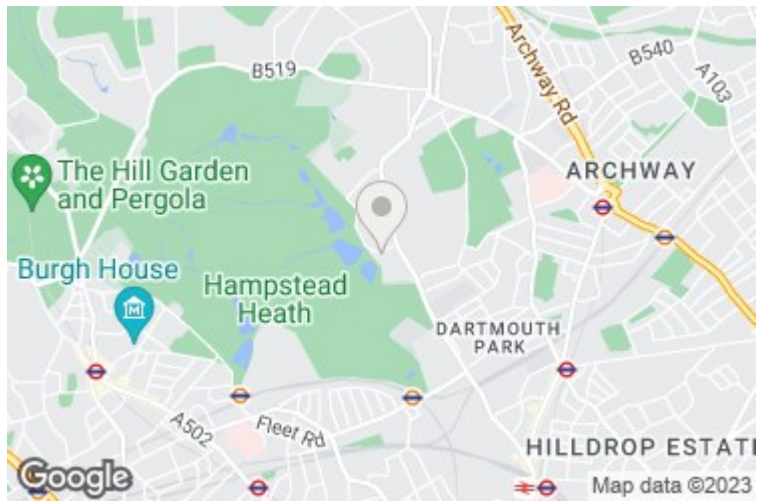 B519
Archway Rd
B540
A103
The Hill Garden
and Pergola
ARCHWAY
Burgh House
Hampstead
Heath
DARTMOUTH
PARK
A502
Fleet Rd
HILLDROP ESTATE
Google
Map data ©2023